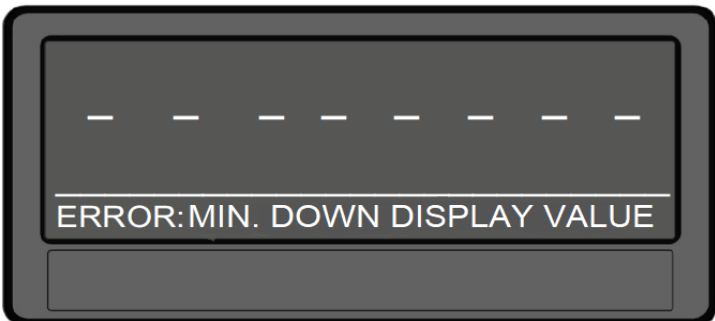 – – – – – – – –
ERROR:MIN. DOWN DISPLAY VALUE